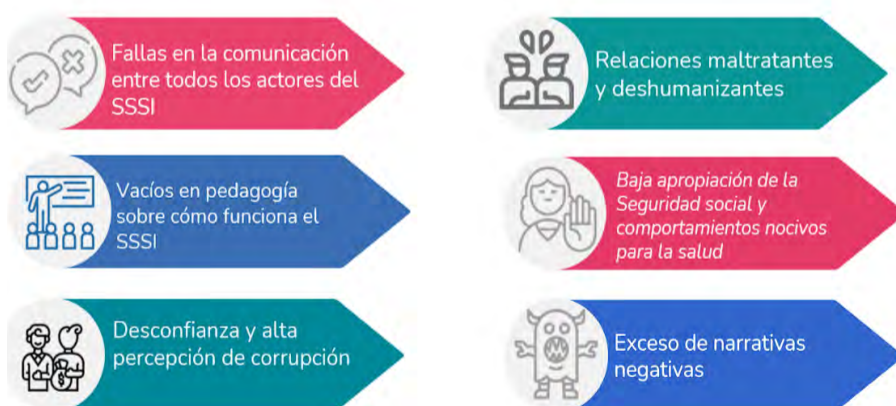 Fallas en la comunicación
entre todos los actores del
SSSI
Relaciones maltratantes
y deshumanizantes
Vacíos en pedagogía
sobre cómo funciona el
SSSI
Baja apropiación de la
Seguridad social y
comportamientos nocivos
para la salud
Desconfianza y alta
percepción de corrupción
Exceso de narrativas
negativas